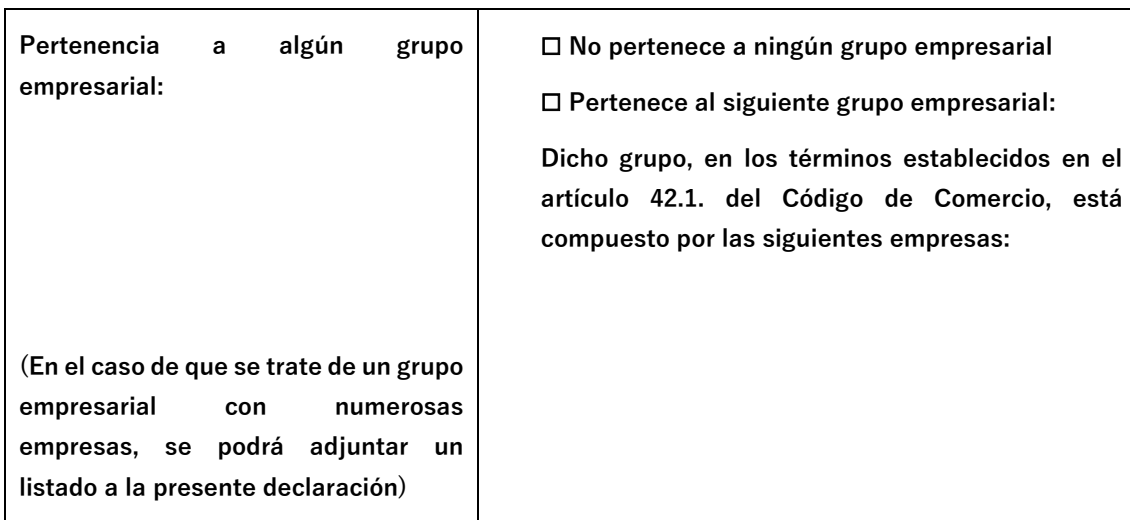 Pertenencia a algún grupo
empresarial:
(En el caso de que se trate de un grupo
empresarial con numerosas
empresas, se podrá adjuntar un
listado a la presente declaración)
☐ No pertenece a ningún grupo empresarial
☐ Pertenece al siguiente grupo empresarial:
Dicho grupo, en los términos establecidos en el
artículo 42.1. del Código de Comercio, está
compuesto por las siguientes empresas: